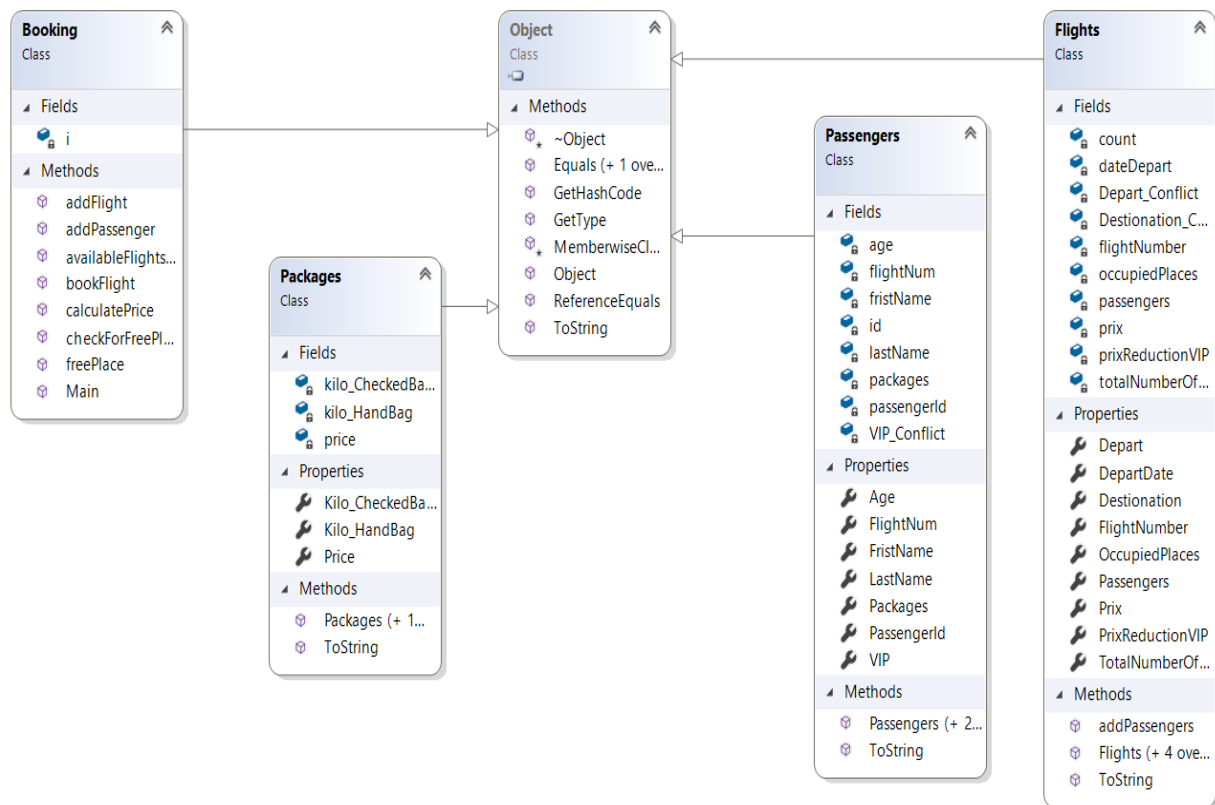 Booking
Class
Fields
i
Methods
addFlight
addPassenger
availableFlights...
bookFlight
calculatePrice
checkForFreePl...
freePlace
Main
Packages
Class
Fields
kilo_CheckedBa...
kilo_HandBag
price
Properties
Kilo_CheckedBa...
Kilo_HandBag
Price
Methods
Packages (+ 1...
ToString
Object
Class
Methods
~Object
Equals (+ 1 ove...
GetHashCode
GetType
MemberwiseCl...
Object
ReferenceEquals
ToString
Passengers
Class
Fields
age
flightNum
fristName
id
lastName
packages
passengerId
VIP_Conflict
Properties
Age
FlightNum
FristName
LastName
Packages
PassengerId
VIP
Methods
Passengers (+ 2...
ToString
Flights
Class
Fields
count
dateDepart
Depart_Conflict
Destionation_C...
flightNumber
occupiedPlaces
passengers
prix
prixReductionVIP
totalNumberOf...
Properties
Depart
DepartDate
Destionation
FlightNumber
OccupiedPlaces
Passengers
Prix
PrixReductionVIP
TotalNumberOf...
Methods
addPassengers
Flights (+ 4 ove...
ToString